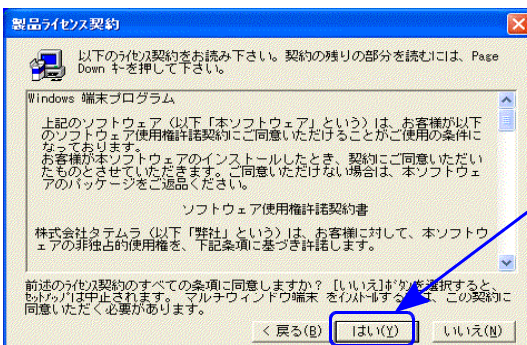 製品ライセンス契約
以下のライセンス契約をお読み下さい。契約の残りの部分を読むには、Page
Down キーを押して下さい。
Windows 端末プログラム
上記のソフトウェア（以下「本ソフトウェア」という）は、お客様が以下
のソフトウェア使用権許諾契約にご同意いただけることがご使用の条件に
なっております。
お客様が本ソフトウェアのインストールしたとき、契約にご同意いただい
たものとさせていただきます。ご同意いただけない場合は、本ソフトウェ
アのパッケージをご返品ください。
ソフトウェア使用権許諾契約書
株式会社タテムラ（以下「弊社」という）は、お客様に対して、本ソフトウ
ェアの非独占的使用権を、下記条項に基づき許諾します。
前述のライセンス契約のすべての条項に同意しますか？ [いいえ]ボタンを選択すると、
セットアップは中止されます。 マルチウィンドウ端末 をインストールする は、この契約に
同意いただく必要があります。
< 戻る(B)
はい(Y)
いいえ(N)